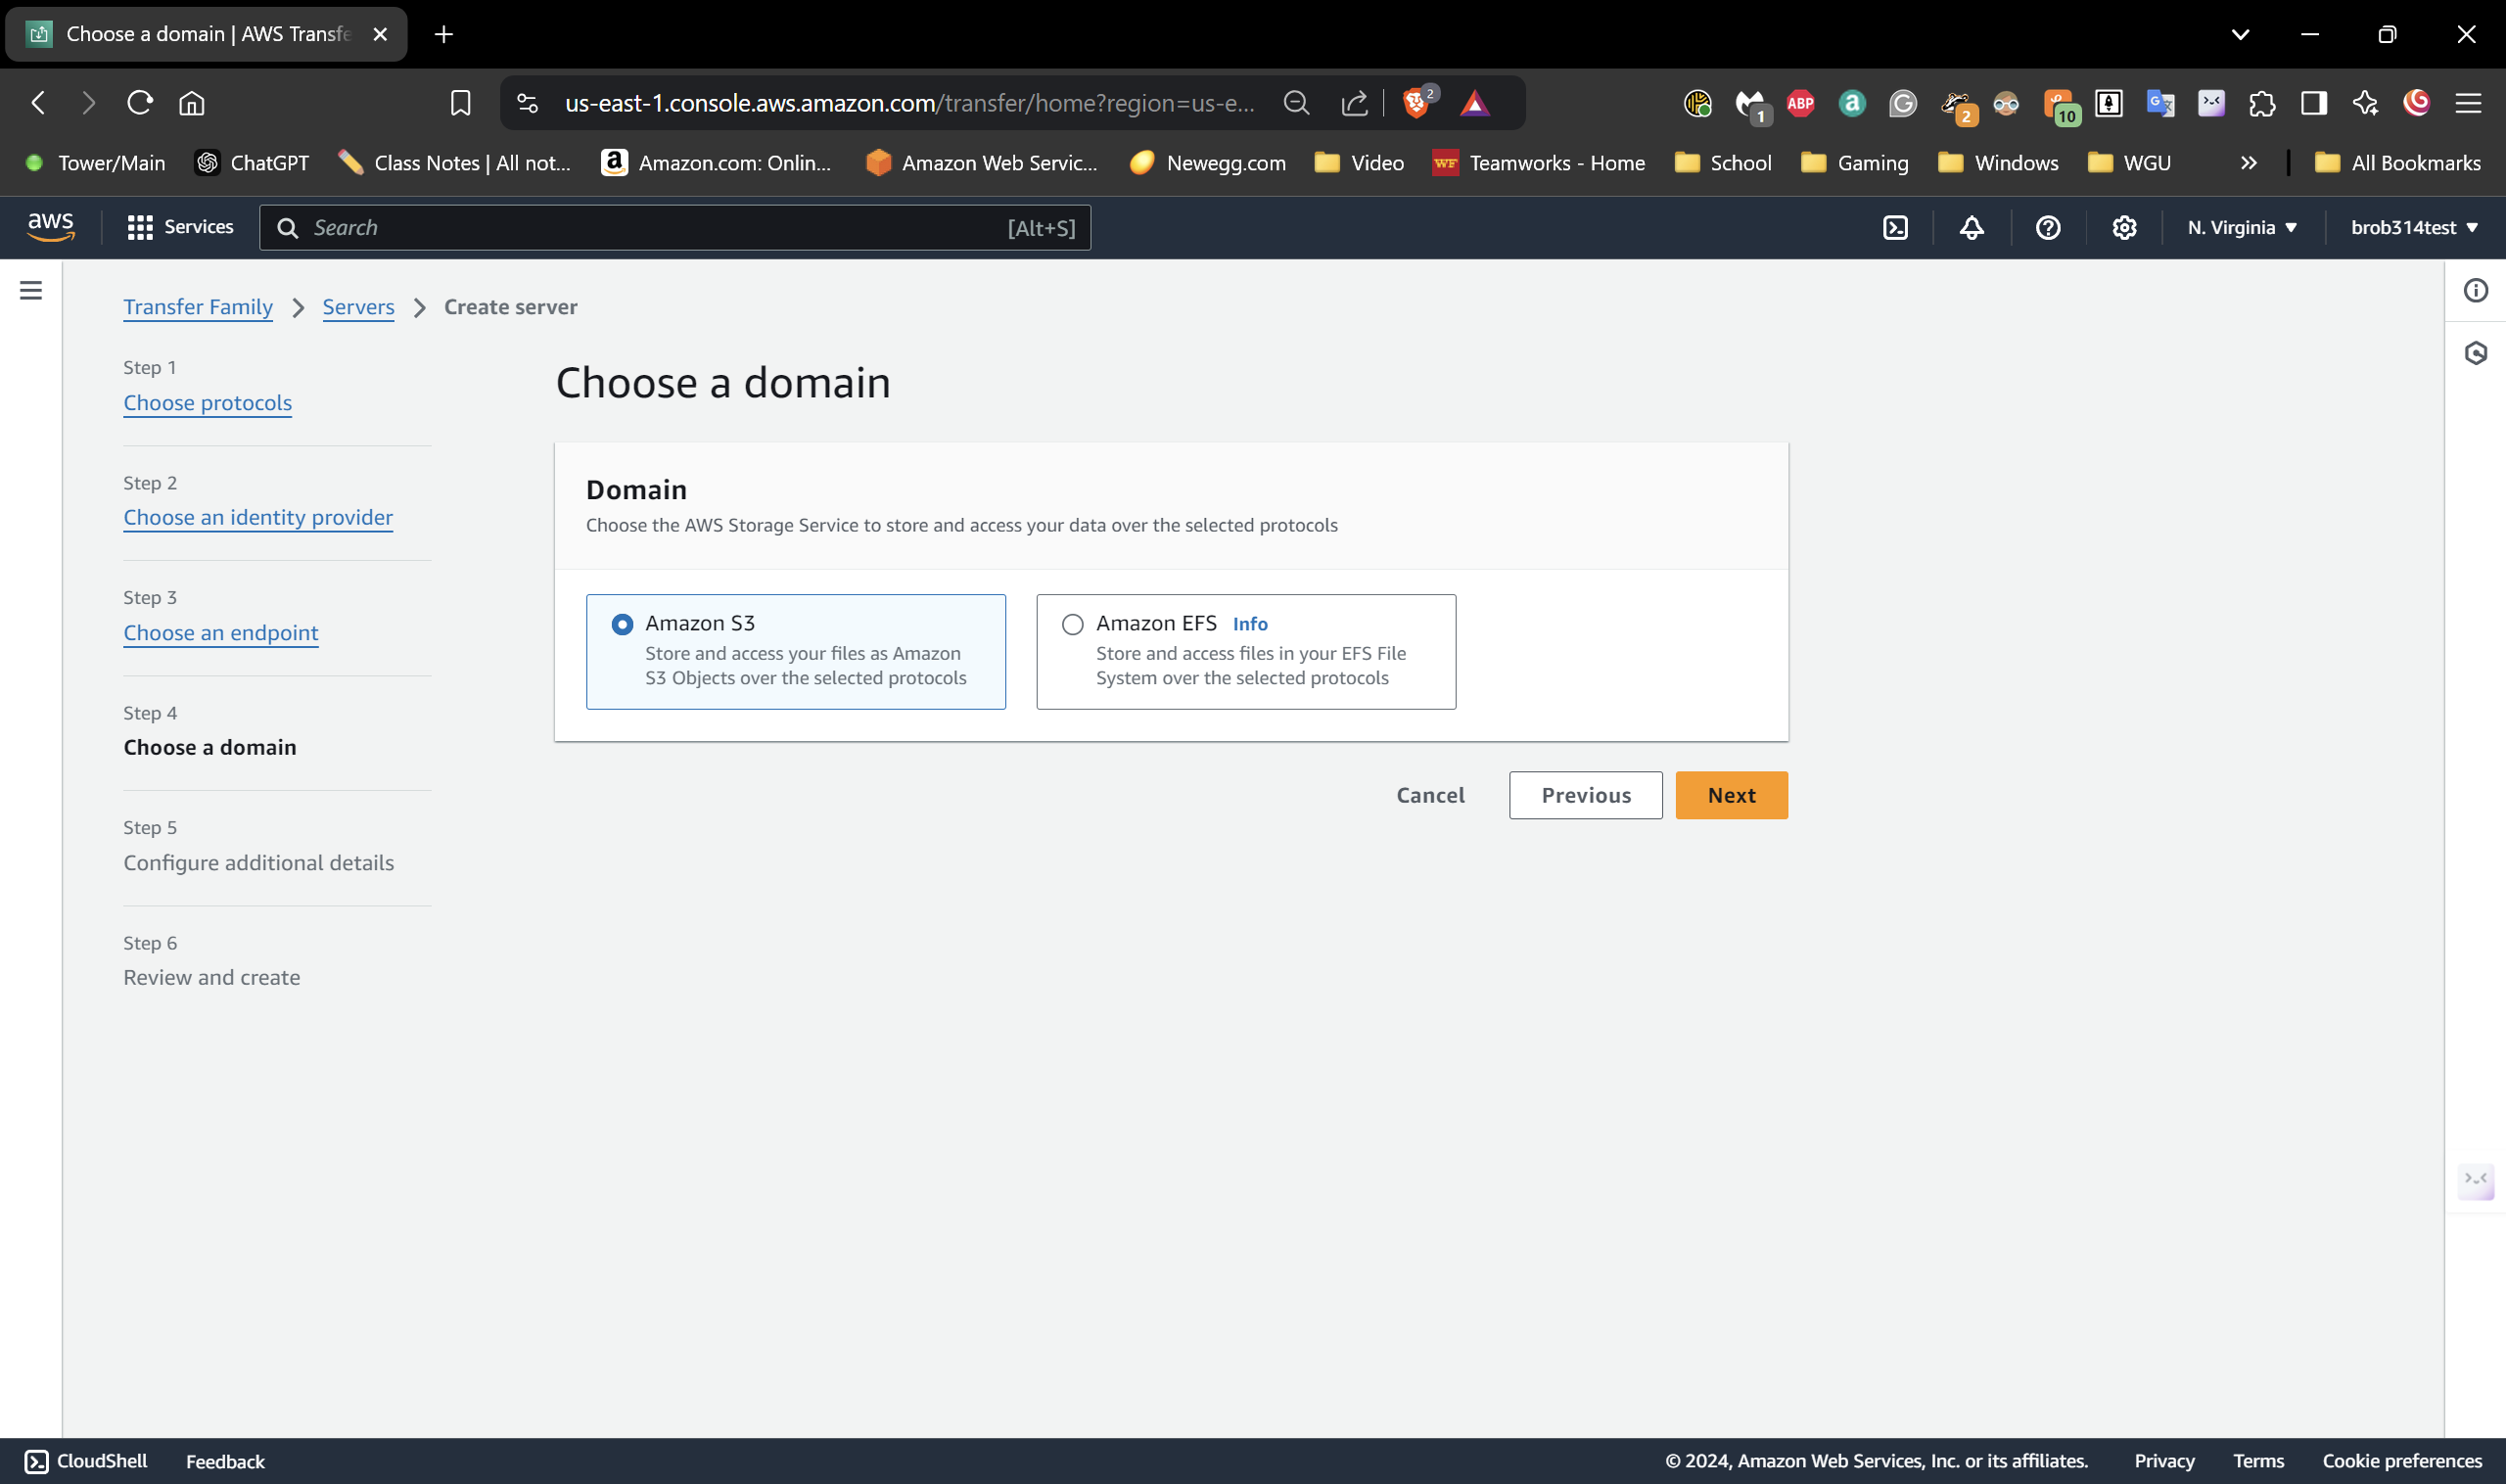 Choose a domain | AWS Transfe
us-east-1.console.aws.amazon.com/transfer/home?region=us-e...
2
1
ABP
a
2
10
Tower/Main
ChatGPT
Class Notes | All not...
Amazon.com: Onlin...
Amazon Web Servic...
Newegg.com
Video
WF Teamworks - Home
School
Gaming
Windows
WGU
All Bookmarks
aws
Services
Search
[Alt+S]
N. Virginia
brob314test
Transfer Family
Servers
Create server
Step 1
Choose protocols
Step 2
Choose an identity provider
Step 3
Choose an endpoint
Step 4
Choose a domain
Step 5
Configure additional details
Step 6
Review and create
Choose a domain
Domain
Choose the AWS Storage Service to store and access your data over the selected protocols
Amazon S3
Store and access your files as Amazon
S3 Objects over the selected protocols
Amazon EFS Info
Store and access files in your EFS File
System over the selected protocols
Cancel
Previous
Next
CloudShell
Feedback
© 2024, Amazon Web Services, Inc. or its affiliates.
Privacy
Terms
Cookie preferences